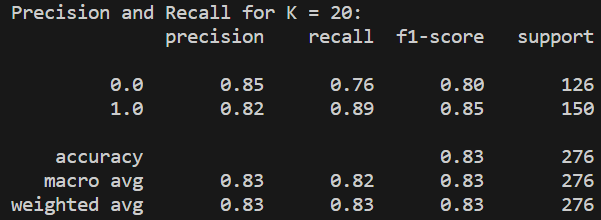 Precision and Recall for K = 20:
precision recall f1-score support
0.0 0.85 0.76 0.80 126
1.0 0.82 0.89 0.85 150
accuracy 0.83 276
macro avg 0.83 0.82 0.83 276
weighted avg 0.83 0.83 0.83 276